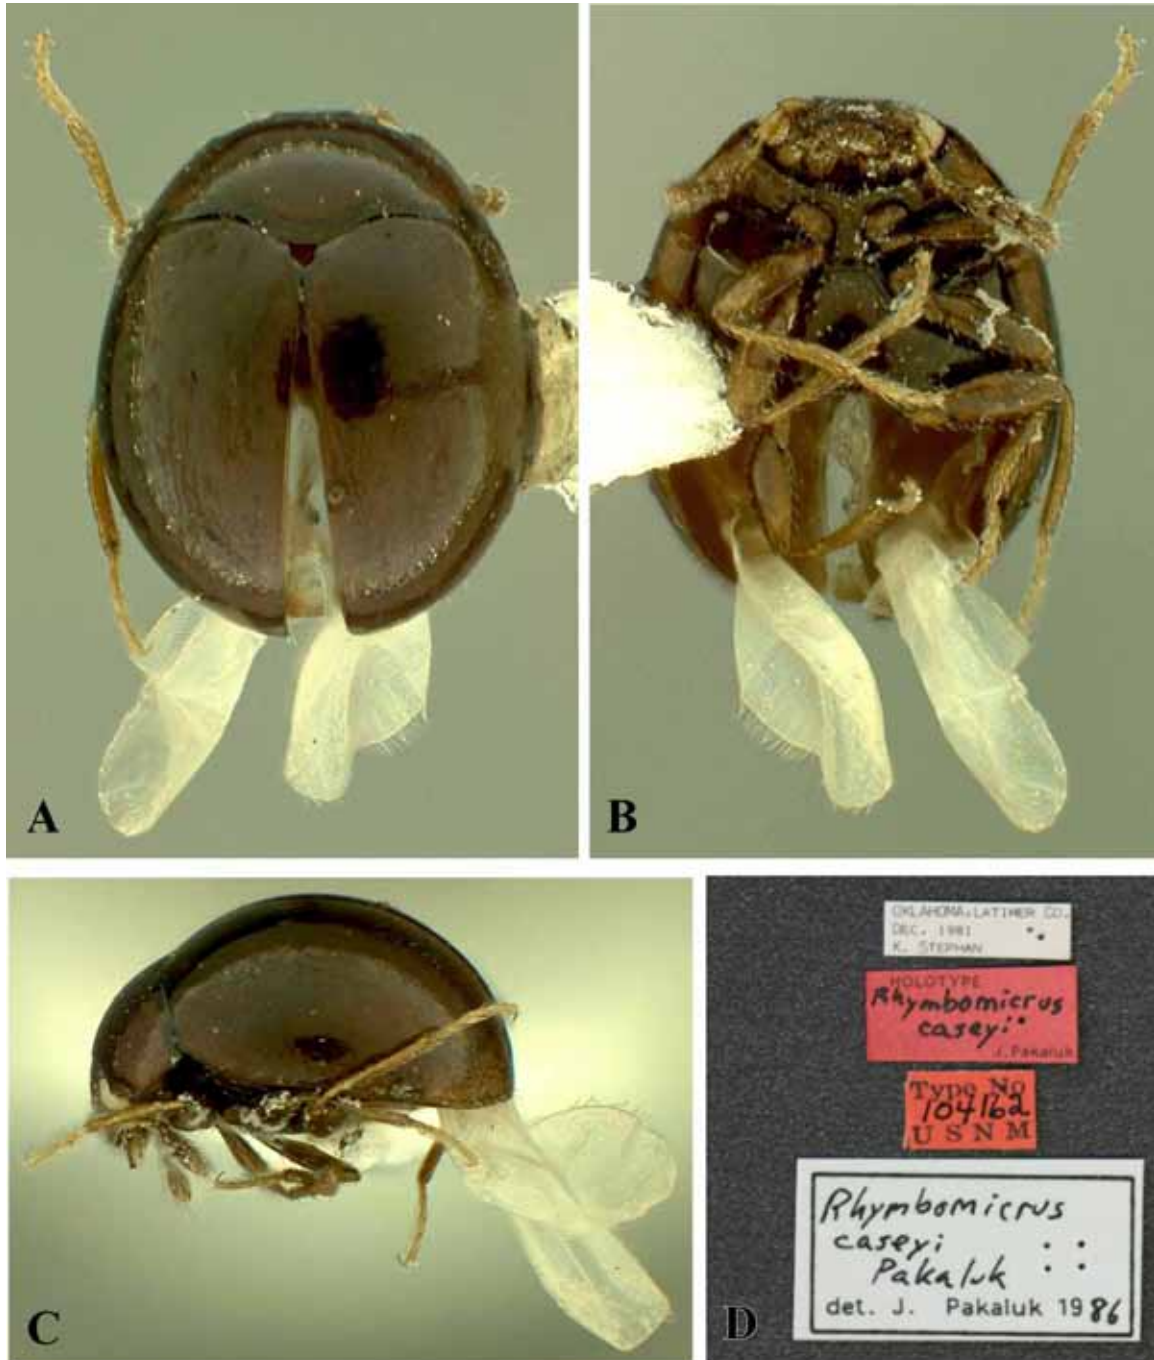 A
B
C
D
OKLAHOMA:LATIMER CO.
DEC. 1981
K. STEPHAN
HOLOTYPE
Rhymbomicrus
caseyi
J. Pakaluk
Type No
104162
U S N M
Rhymbomicrus
caseyi
Pakaluk
det. J. Pakaluk 1986